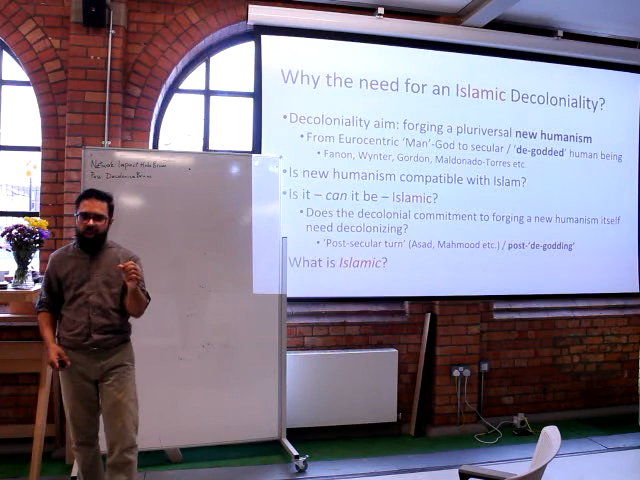 Why the need for an Islamic Decoloniality?
•Decoloniality aim: forging a pluriversal new humanism
•From Eurocentric 'Man'-God to secular / 'de-godded' human being
•Fanon, Wynter, Gordon, Maldonado-Torres etc.
•Is new humanism compatible with Islam?
•Is it – can it be – Islamic?
•Does the decolonial commitment to forging a new humanism itself
need decolonizing?
•'Post-secular turn' (Asad, Mahmood etc.) / post-'de-godding'
What is Islamic?
Network